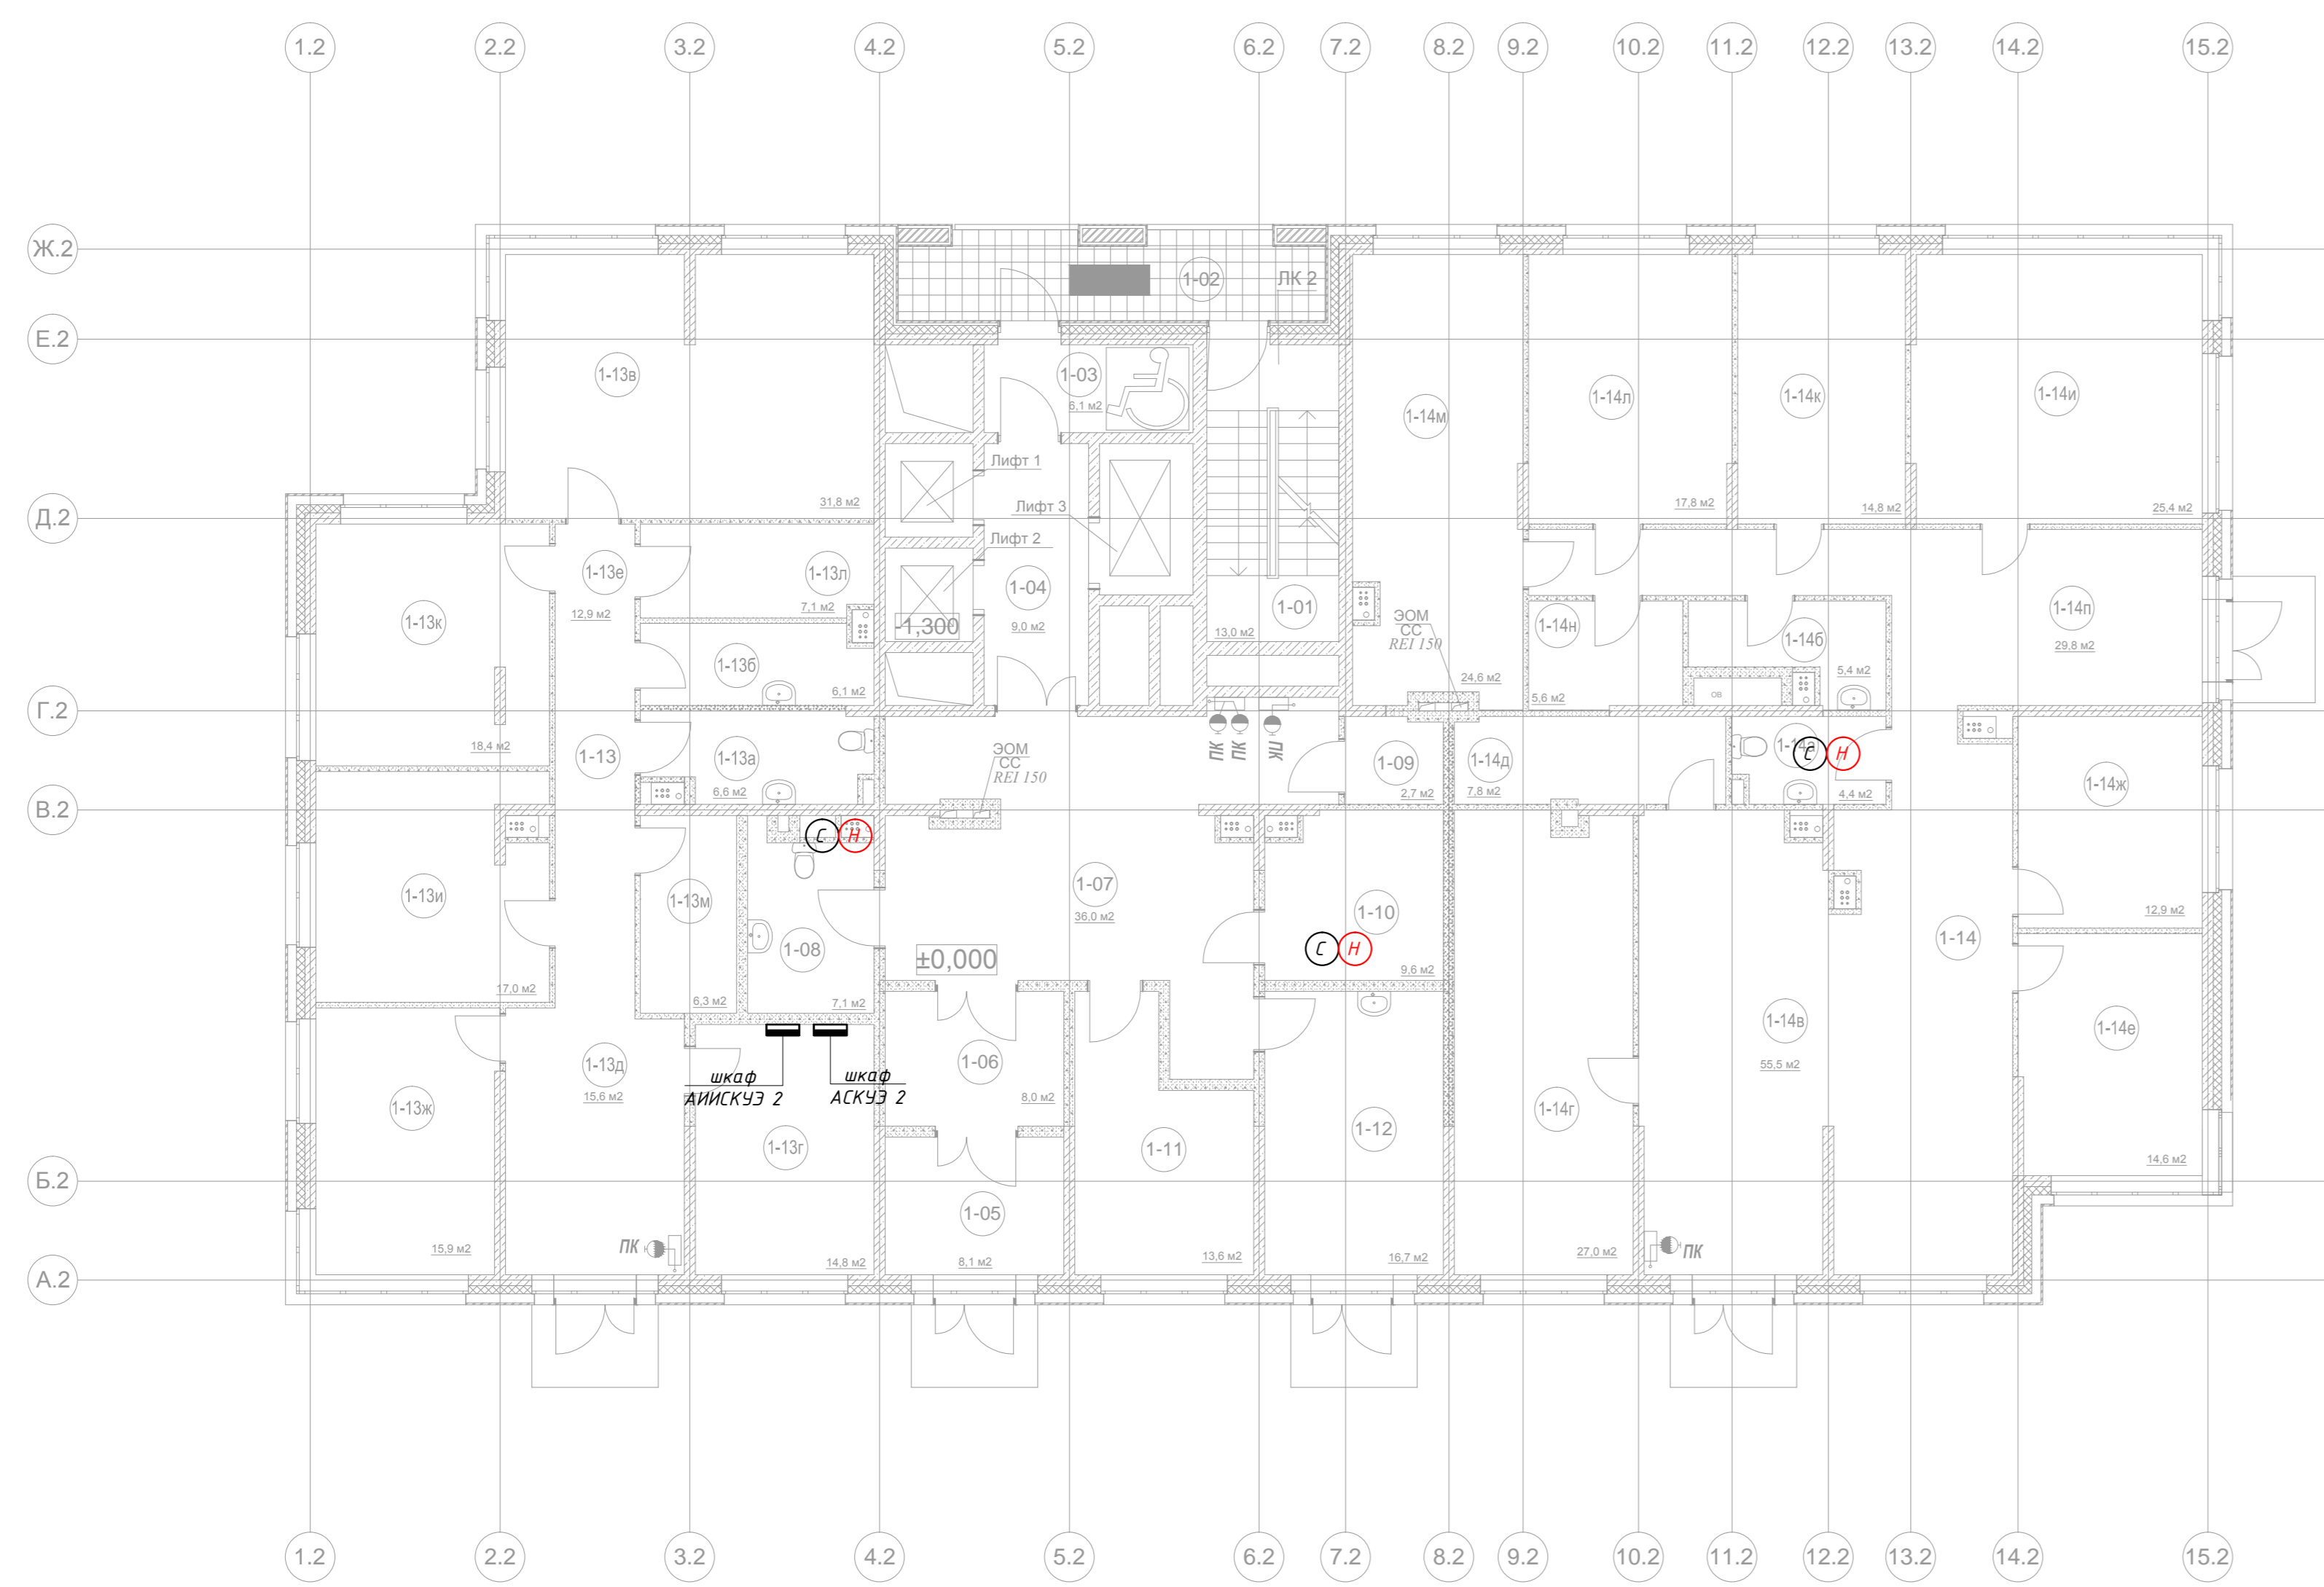 1.2
2.2
3.2
4.2
5.2
6.2
7.2
8.2
9.2
10.2
11.2
12.2
13.2
14.2
15.2
Ж.2
1-02
ЛК 2
Е.2
1-13в
1-03
6,1 м2
1-14м
1-14л
1-14к
1-14и
Лифт 1
31,8 м2
Лифт 3
17,8 м2
14,8 м2
25,4 м2
Д.2
Лифт 2
1-13е
1-13л
1-04
1-01
12,9 м2
7,1 м2
-1,300
9,0 м2
13,0 м2
ЭОМ
СС
REI 150
1-14н
1-14б
1-14п
29,8 м2
1-13к
1-13б
6,1 м2
24,6 м2
5,6 м2
ОВ
5,4 м2
Г.2
18,4 м2
1-13
1-13а
6,6 м2
ЭОМ
СС
REI 150
ПК
ПК
ПК
1-09
2,7 м2
1-14д
7,8 м2
1-14а
С
Н
4,4 м2
1-14ж
В.2
С
Н
1-13и
1-13м
1-07
36,0 м2
1-10
12,9 м2
1-08
±0,000
С
Н
1-14
17,0 м2
6,3 м2
7,1 м2
9,6 м2
1-14в
1-14е
1-13д
15,6 м2
шкаф
АИИСКУЭ 2
шкаф
АСКУЭ 2
1-06
8,0 м2
55,5 м2
1-13ж
1-13г
1-11
1-12
1-14г
14,6 м2
Б.2
1-05
15,9 м2
ПК
14,8 м2
8,1 м2
13,6 м2
16,7 м2
27,0 м2
ПК
А.2
1.2
2.2
3.2
4.2
5.2
6.2
7.2
8.2
9.2
10.2
11.2
12.2
13.2
14.2
15.2